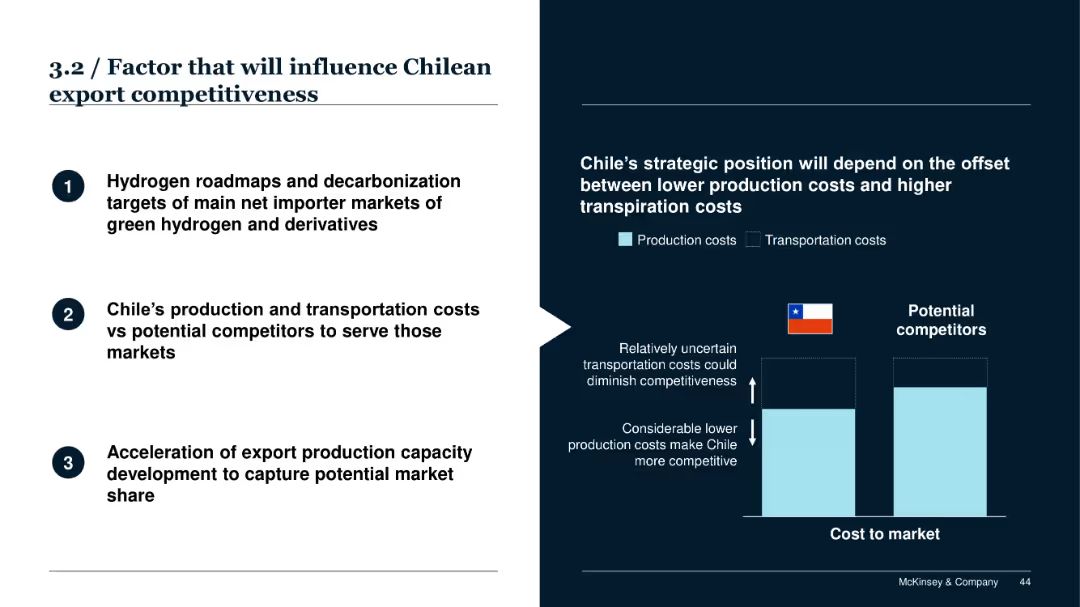 3.2 / Factor that will influence Chilean
export competitiveness
1
Hydrogen roadmaps and decarbonization
targets of main net importer markets of
green hydrogen and derivatives
2
Chile’s production and transportation costs
vs potential competitors to serve those
markets
3
Acceleration of export production capacity
development to capture potential market
share
Chile’s strategic position will depend on the offset
between lower production costs and higher
transpiration costs
Production costs
Transportation costs
Potential
competitors
Relatively uncertain
transportation costs could
diminish competitiveness
Considerable lower
production costs make Chile
more competitive
Cost to market
McKinsey & Company 44